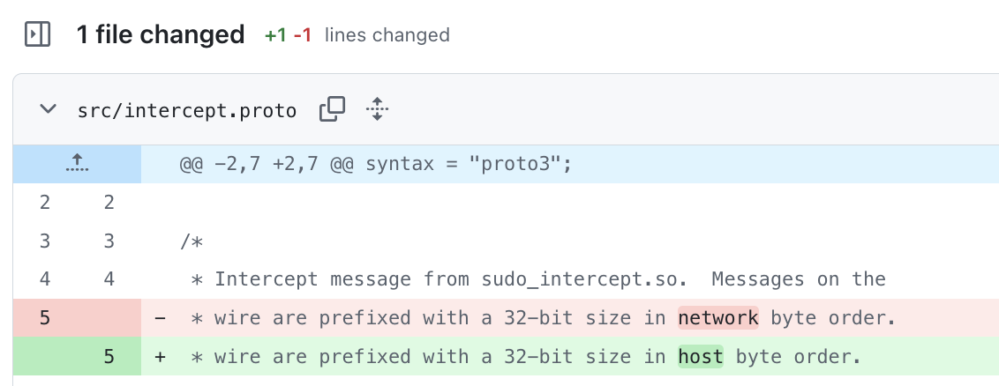 1 file changed +1 -1 lines changed
src/intercept.proto
@@ -2,7 +2,7 @@ syntax = "proto3";
2 2
3 3 /*
4 4 * Intercept message from sudo_intercept.so.  Messages on the
5 - * wire are prefixed with a 32-bit size in network byte order.
5 + * wire are prefixed with a 32-bit size in host byte order.